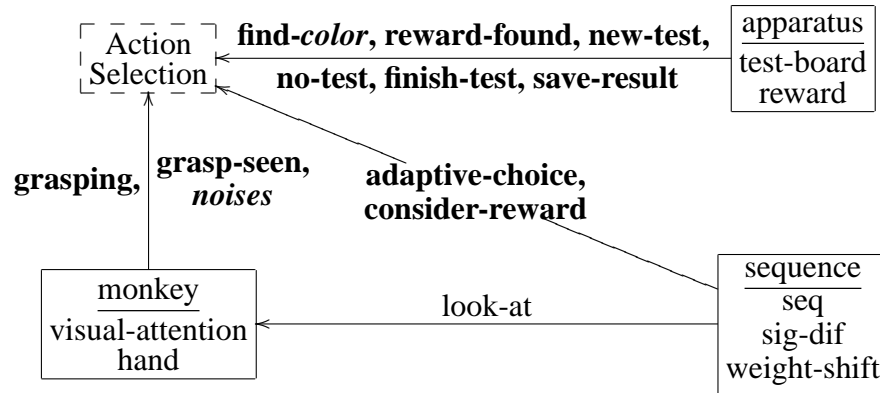 Action
Selection
find-color, reward-found, new-test,
no-test, finish-test, save-result
apparatus
test-board
reward
grasping,
grasp-seen,
noises
adaptive-choice,
consider-reward
monkey
visual-attention
hand
look-at
sequence
seq
sig-dif
weight-shift